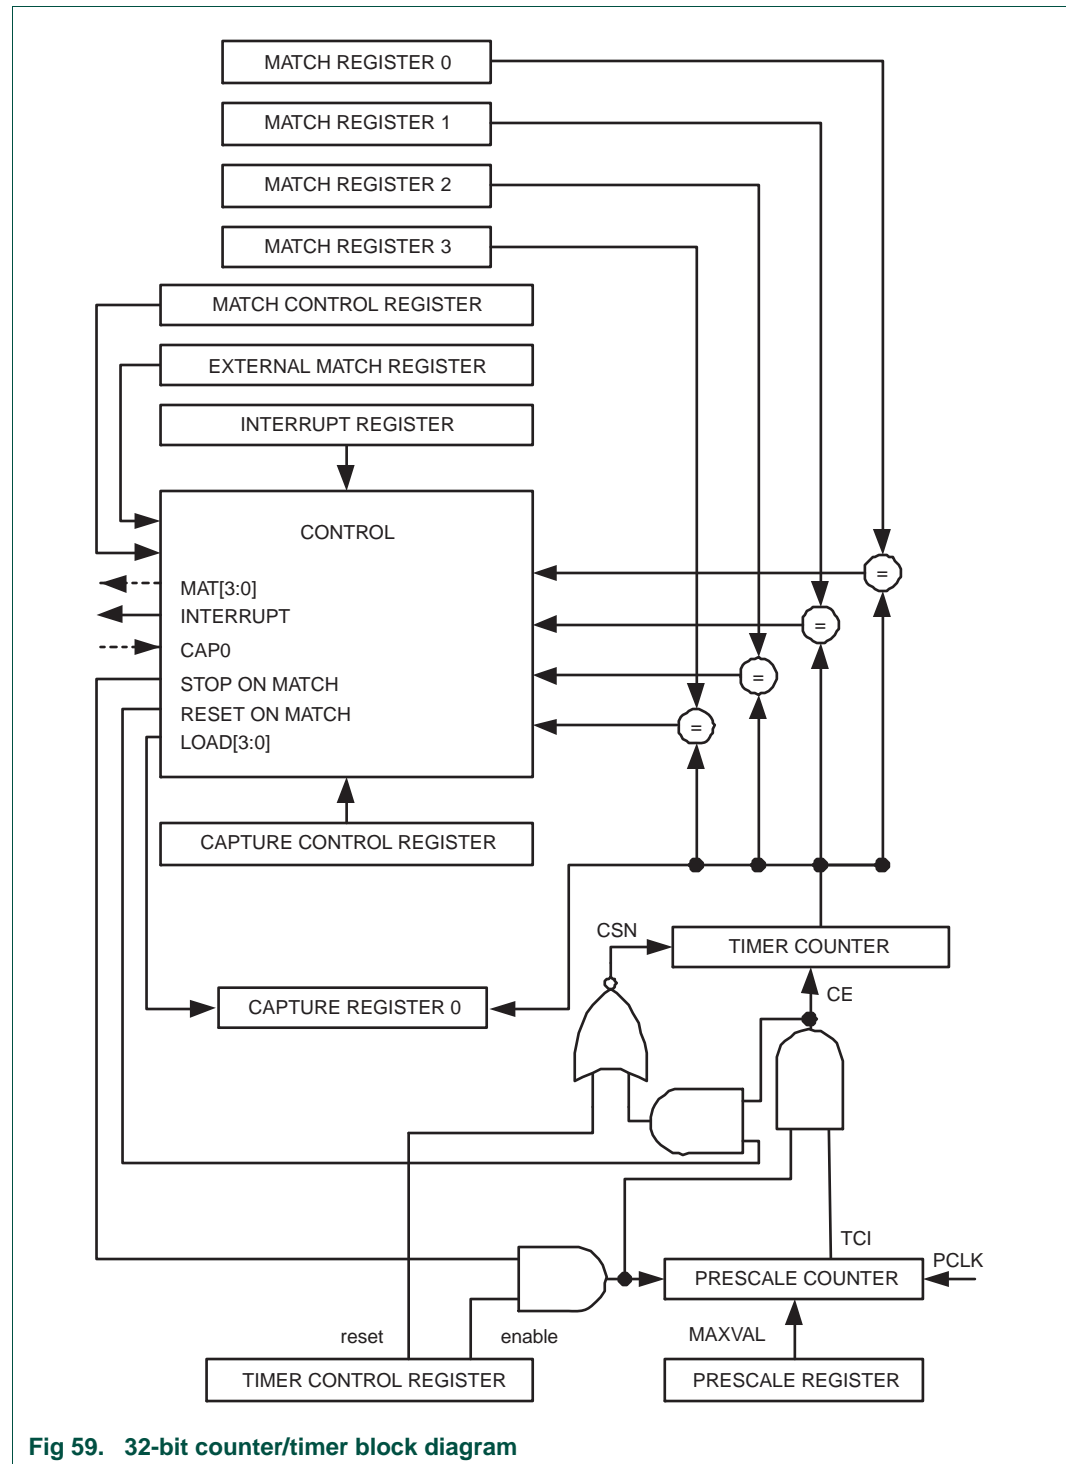 MATCH REGISTER 0
MATCH REGISTER 1
MATCH REGISTER 2
MATCH REGISTER 3
MATCH CONTROL REGISTER
EXTERNAL MATCH REGISTER
INTERRUPT REGISTER
CONTROL
=
=
=
=
MAT[3:0]
INTERRUPT
CAP0
STOP ON MATCH
RESET ON MATCH
LOAD[3:0]
CAPTURE CONTROL REGISTER
CSN
TIMER COUNTER
CE
CAPTURE REGISTER 0
TCI
PCLK
PRESCALE COUNTER
reset
enable
MAXVAL
TIMER CONTROL REGISTER
PRESCALE REGISTER
Fig 59. 32-bit counter/timer block diagram